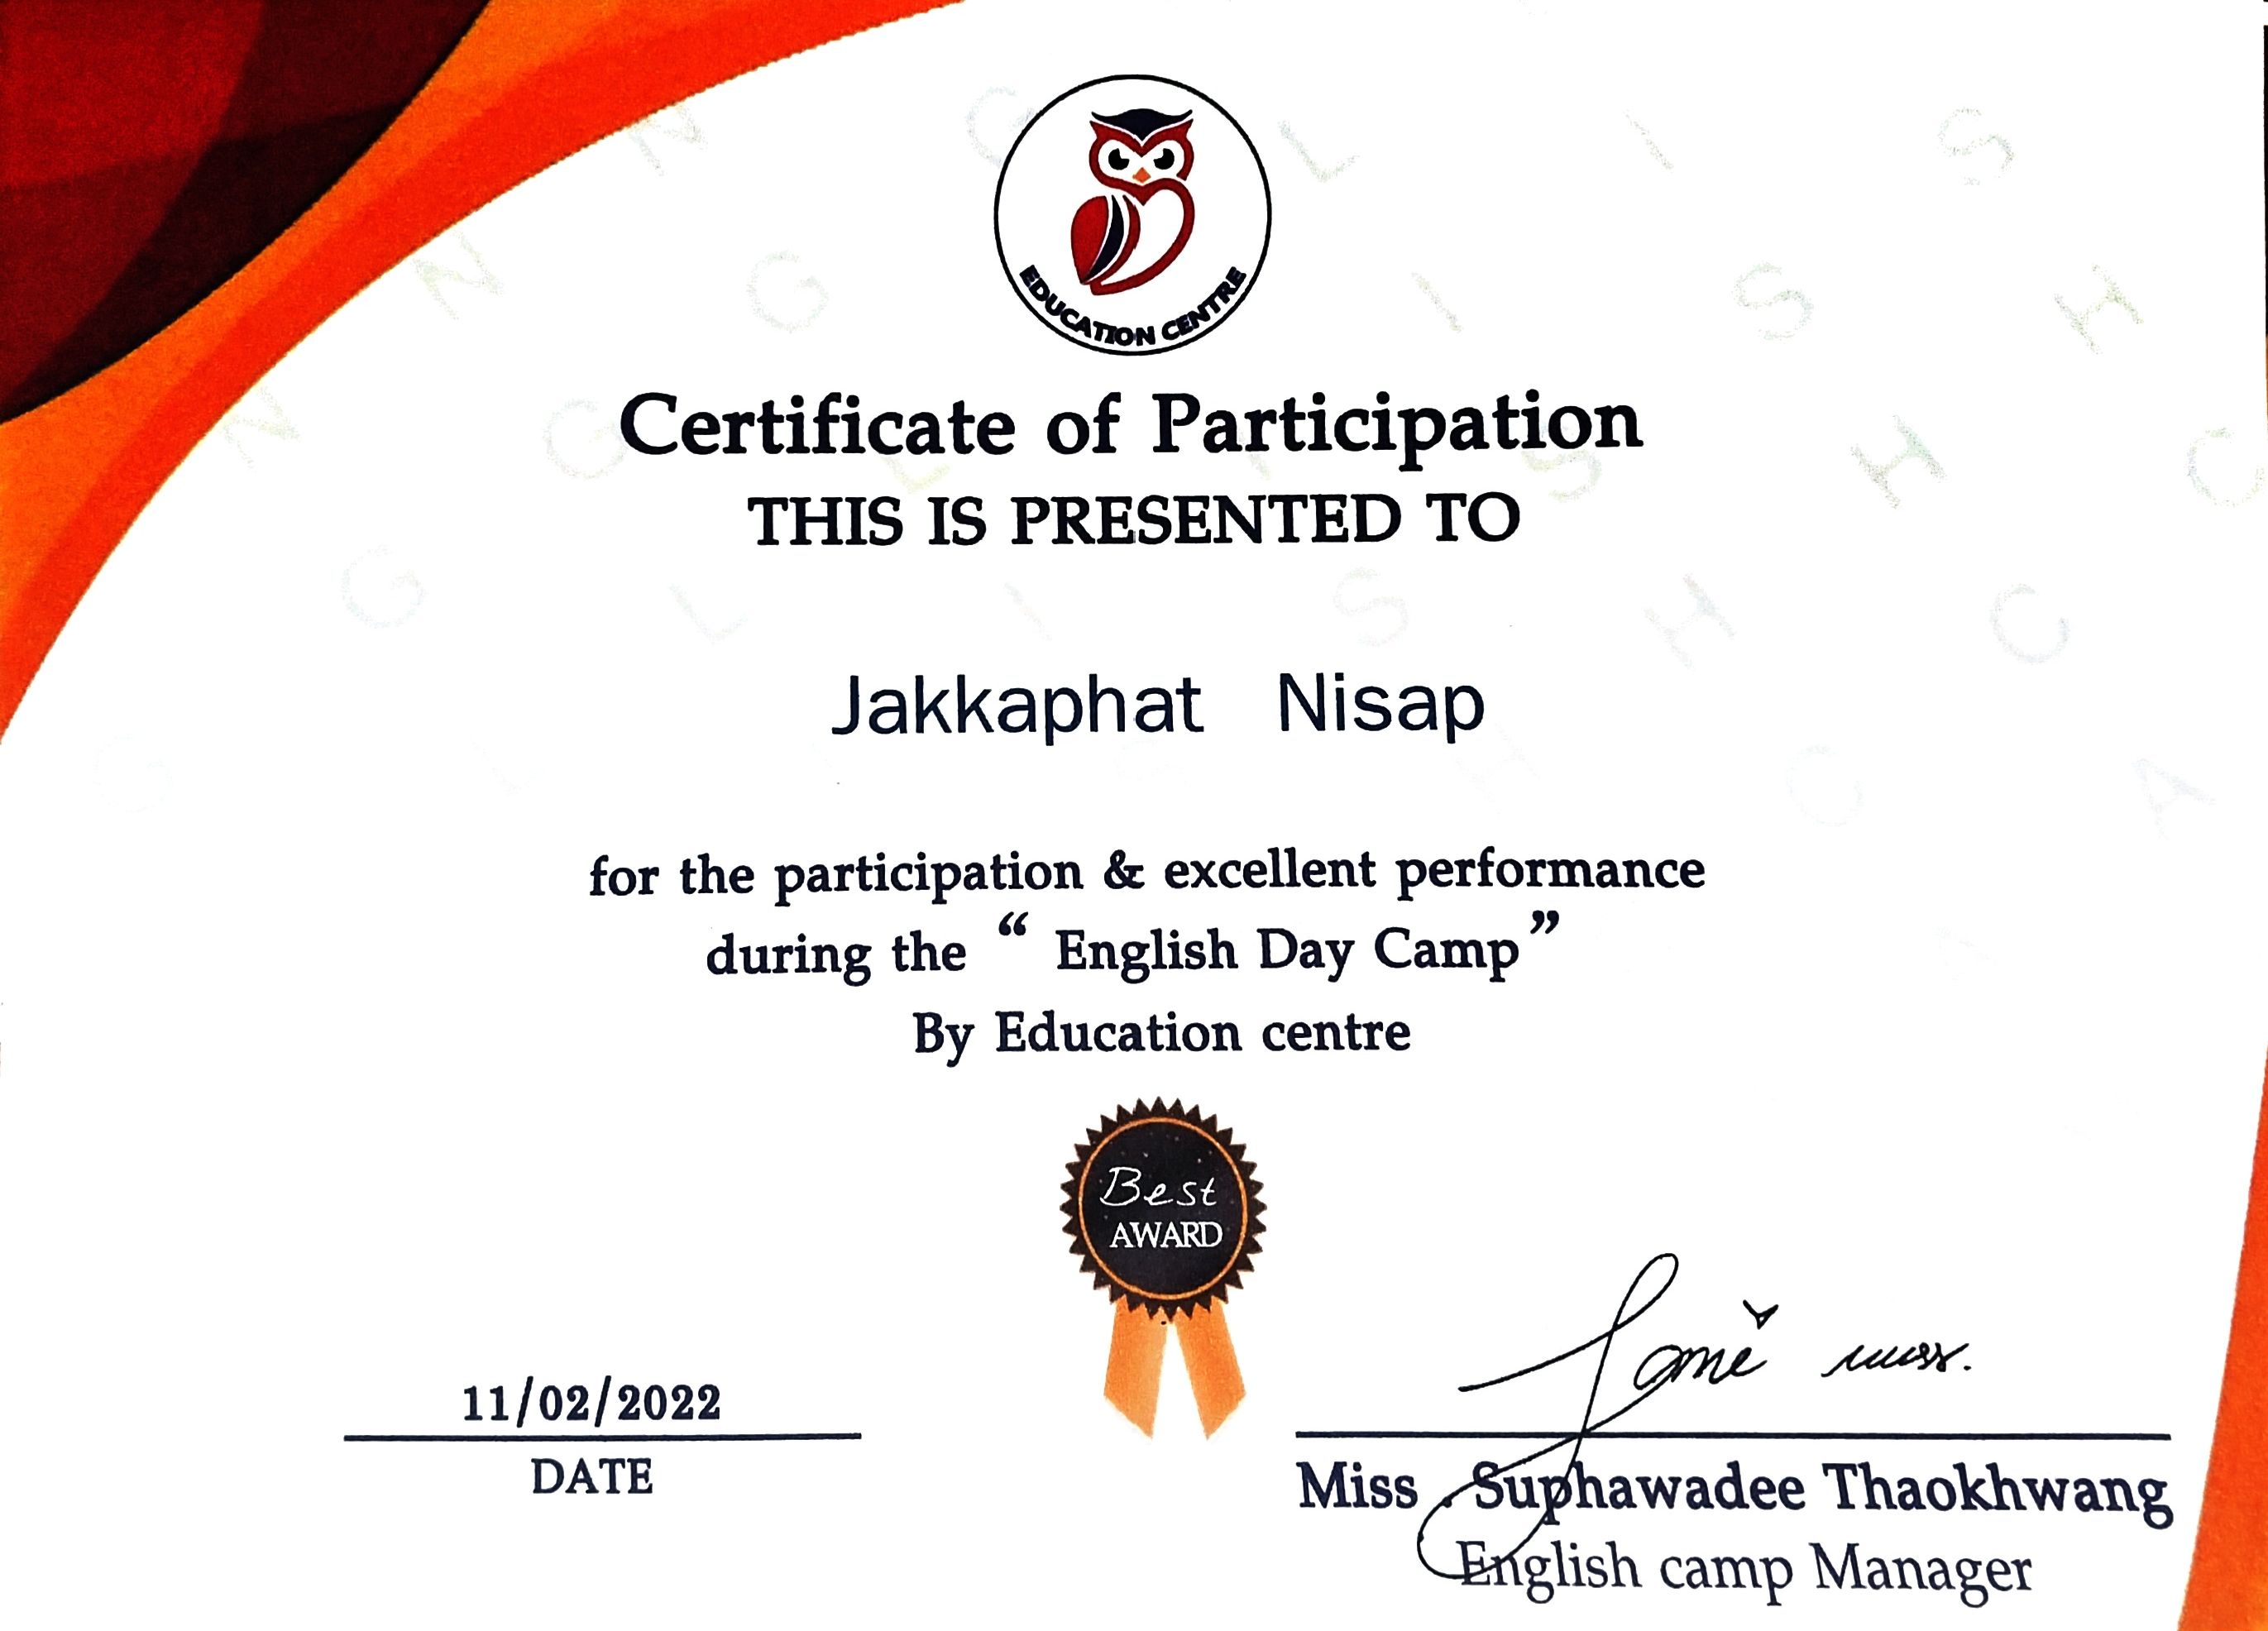 EDUCATION CENTRE
Certificate of Participation
THIS IS PRESENTED TO
Jakkaphat Nisap
for the participation & excellent performance
during the “ English Day Camp”
By Education centre
Best
AWARD
11/02/2022
DATE
Miss . Suphawadee Thaokhwang
English camp Manager